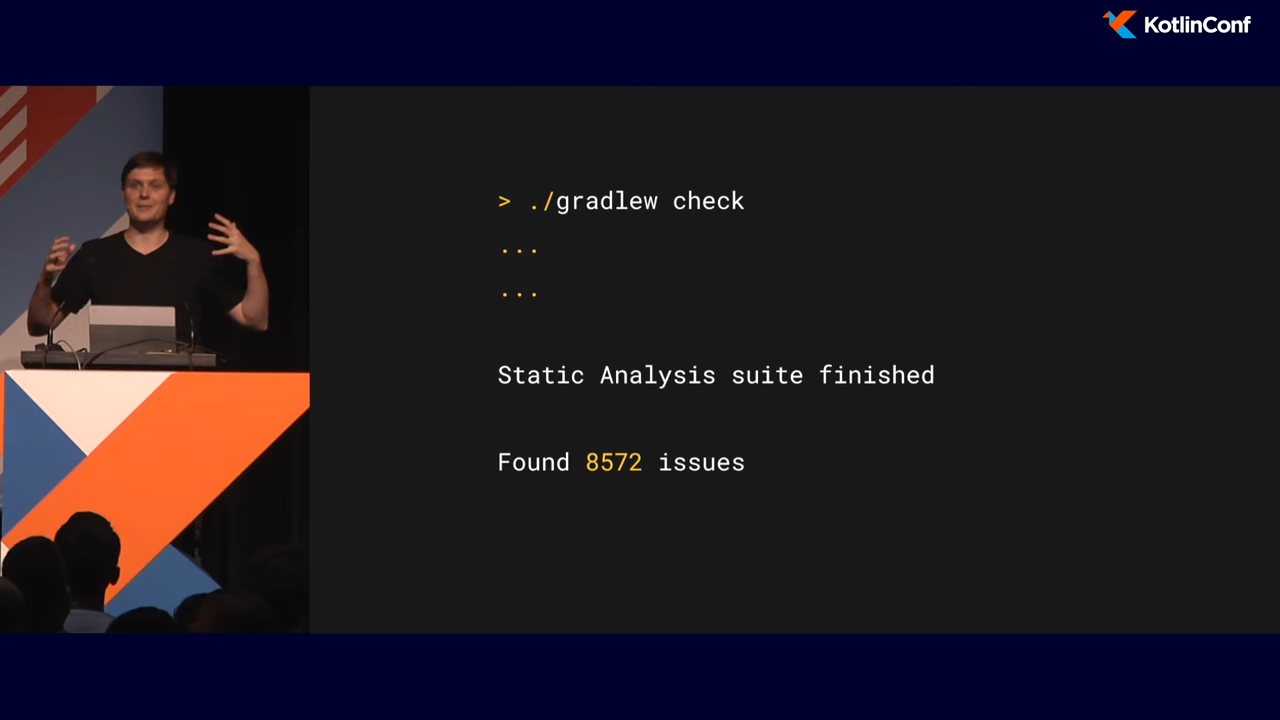 KotlinConf
> ./gradlew check
...
...
Static Analysis suite finished
Found 8572 issues